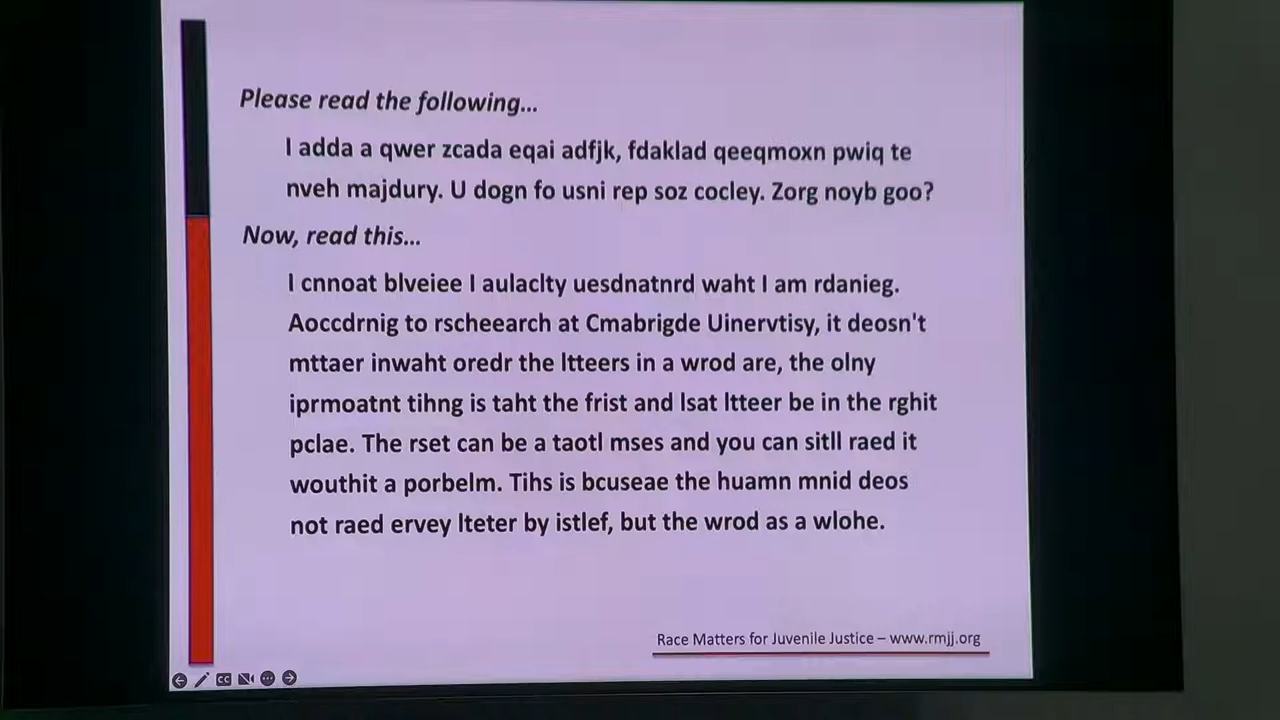 Please read the following...
I adda a qwer zcada eqai adfjk, fdaklad qeeqmoxn pwiq te
nveh majdury. U dogn fo usni rep soz cocley. Zorg noyb goo?
Now, read this...
I cnnoat blveiee I aulaclty uesdnatnrd waht I am rdanieg.
Aoccdrnig to rscheearch at Cmabrigde Uinervtisy, it deosn't
mttaer inwaht oredr the ltteers in a wrod are, the olny
iprmoatnt tihng is taht the frist and lsat ltteer be in the rghit
pclae. The rset can be a taotl mses and you can sitll raed it
wouthit a porbelm. Tihs is bcuseae the huamn mnid deos
not raed ervey lteter by istlef, but the wrod as a wlohe.
Race Matters for Juvenile Justice – www.rmjj.org
CC